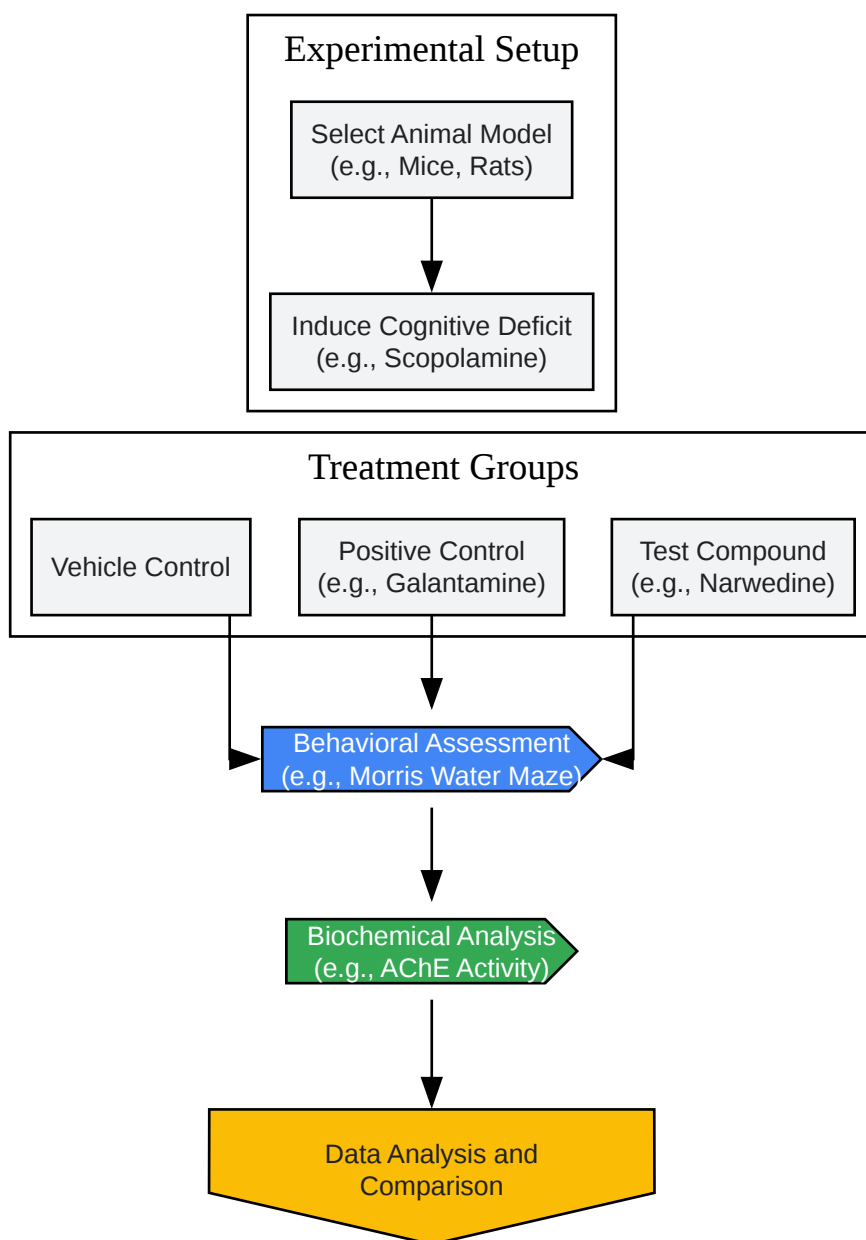 Experimental Setup
Select Animal Model
(e.g., Mice, Rats)
Induce Cognitive Deficit
(e.g., Scopolamine)
Treatment Groups
Vehicle Control
Positive Control
(e.g., Galantamine)
Test Compound
(e.g., Narwedine)
Behavioral Assessment
(e.g., Morris Water Maze)
Biochemical Analysis
(e.g., AChE Activity)
Data Analysis and
Comparison